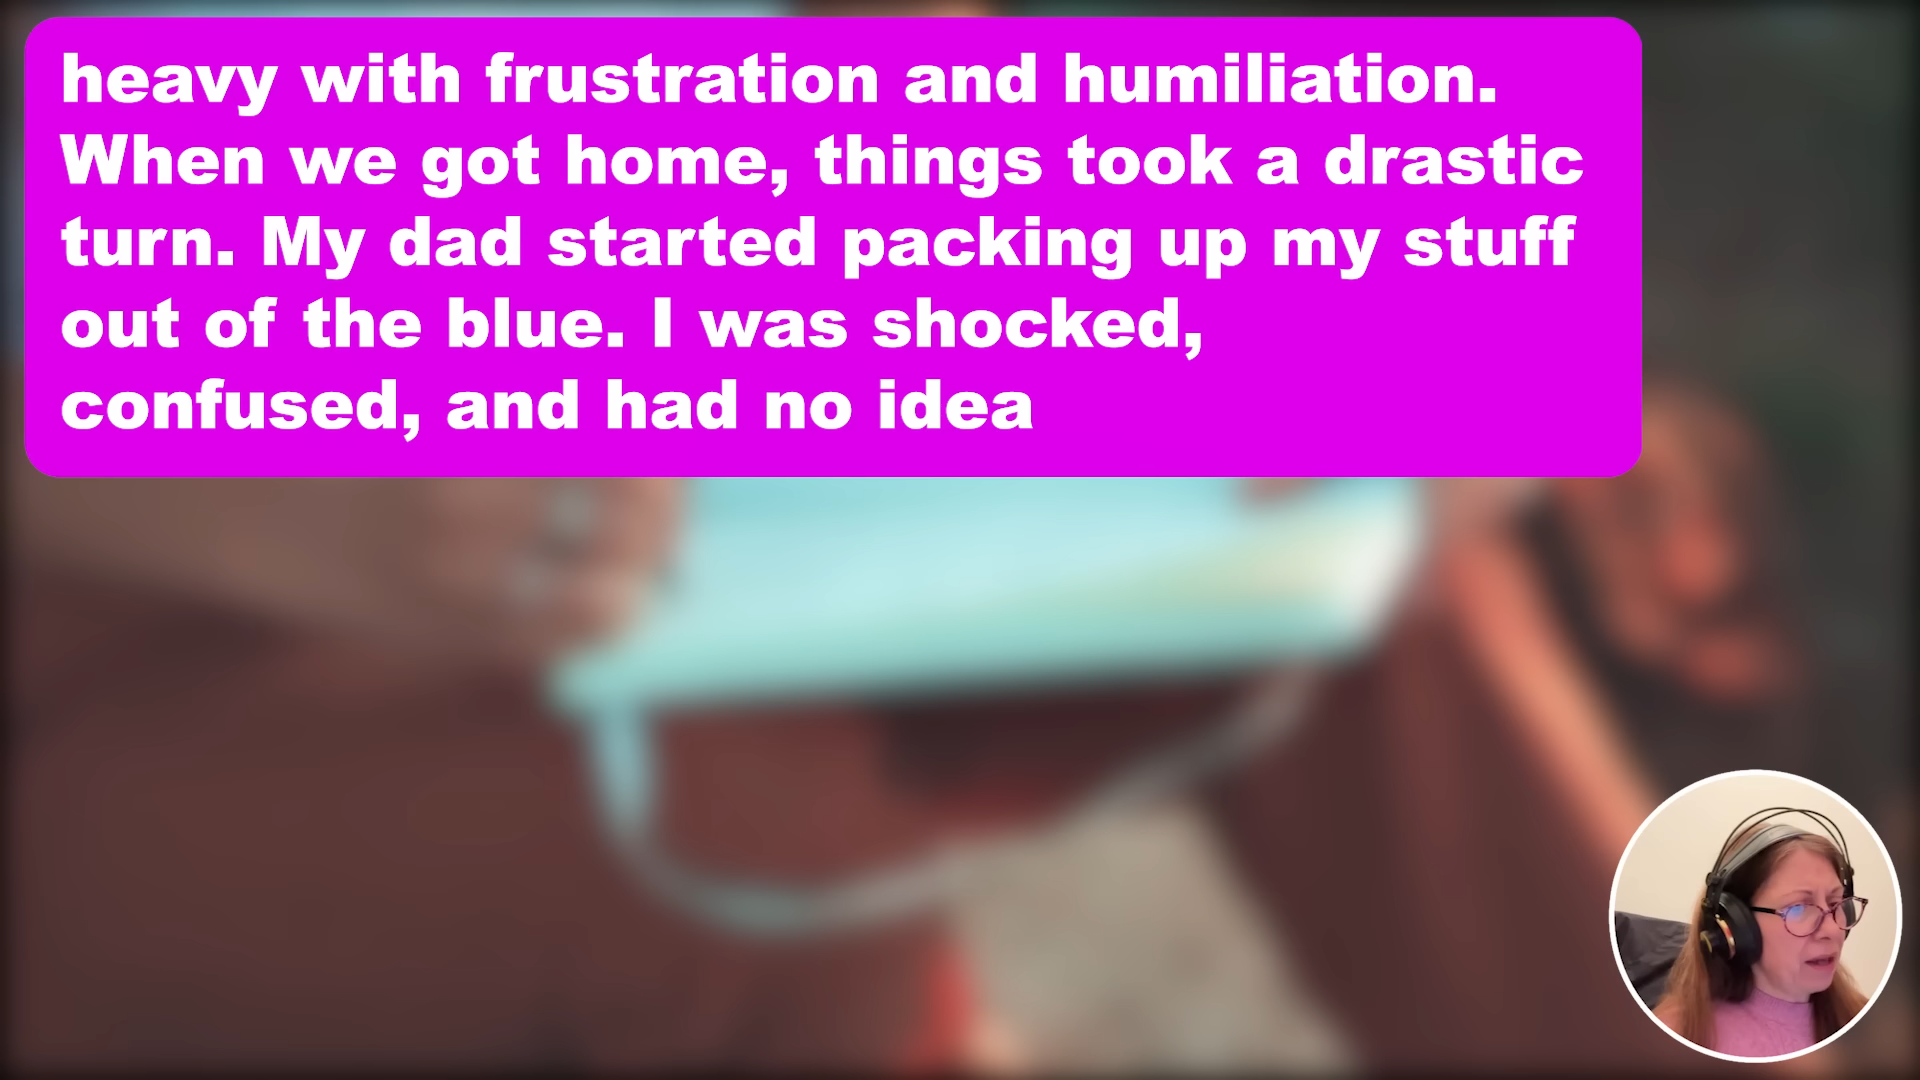 heavy with frustration and humiliation.
When we got home, things took a drastic
turn. My dad started packing up my stuff
out of the blue. I was shocked,
confused, and had no idea